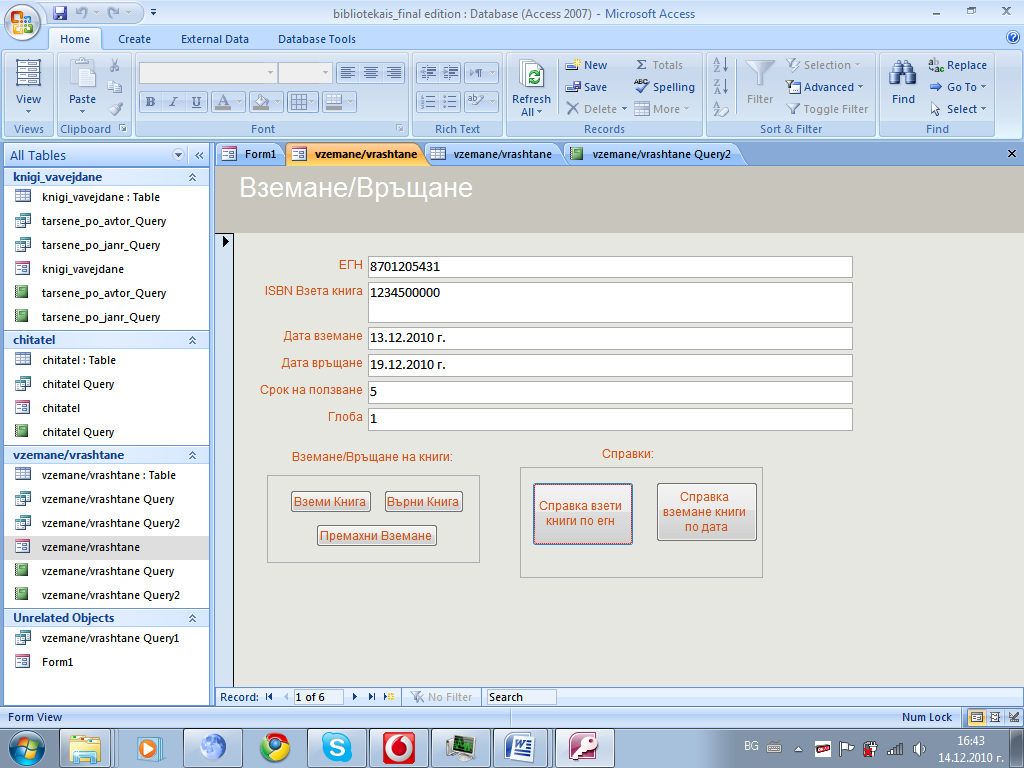 bibliotekais_final edition : Database (Access 2007) - Microsoft Access
Home Create External Data Database Tools
View
Views
Paste
Clipboard
B I U A
Font
Rich Text
Refresh All
New
Save
Delete
Totals
Spelling
More
Records
Filter
Selection
Advanced
Toggle Filter
Sort & Filter
Find
Replace
Go To
Select
Find
All Tables
knigi_vavejdane
knigi_vavejdane : Table
tarsene_po_avtor_Query
tarsene_po_janr_Query
knigi_vavejdane
tarsene_po_avtor_Query
tarsene_po_janr_Query
chitatel
chitatel : Table
chitatel Query
chitatel
chitatel Query
vzemane/vrashtane
vzemane/vrashtane : Table
vzemane/vrashtane Query
vzemane/vrashtane Query2
vzemane/vrashtane
vzemane/vrashtane Query
vzemane/vrashtane Query2
Unrelated Objects
vzemane/vrashtane Query1
Form1
Form1 vzemane/vrashtane vzemane/vrashtane vzemane/vrashtane Query2
Вземане/Връщане
ЕГН 8701205431
ISBN Взета книга 1234500000
Дата вземане 13.12.2010 г.
Дата връщане 19.12.2010 г.
Срок на ползване 5
Глоба 1
Вземане/Връщане на книги:
Вземи Книга Върни Книга
Премахни Вземане
Справки:
Справка взети
книги по егн
Справка
вземане книги
по дата
Record: 1 of 6 No Filter Search
Form View Num Lock
BG 16:43
14.12.2010 г.